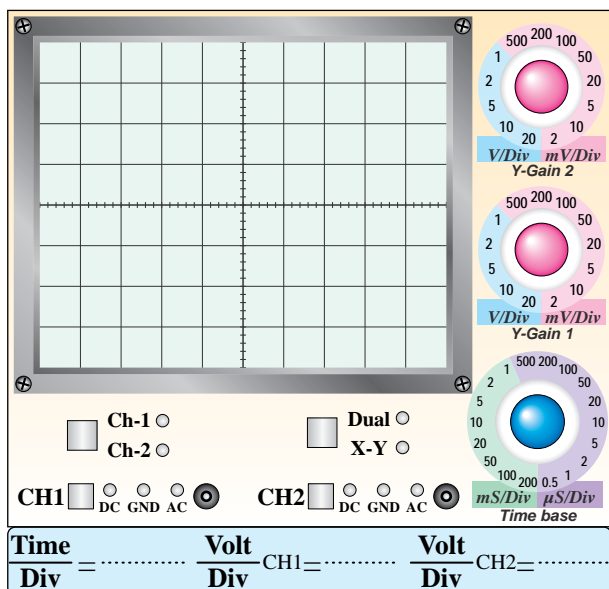 500 200 100
1 50
2 20
5 5
10 10
20 2
V/Div mV/Div
Y-Gain 2
500 200 100
1 50
2 20
5 5
10 10
20 2
V/Div mV/Div
Y-Gain 1
500 200
1 100
2 50
5 20
10 10
20 5
50 2
100 200 0.5 1
mS/Div µS/Div
Time base
Ch-1
Ch-2
Dual
X-Y
CH1 DC GND AC
CH2 DC GND AC
Time/Div = ............ Volt/Div CH1= ............ Volt/Div CH2= ............